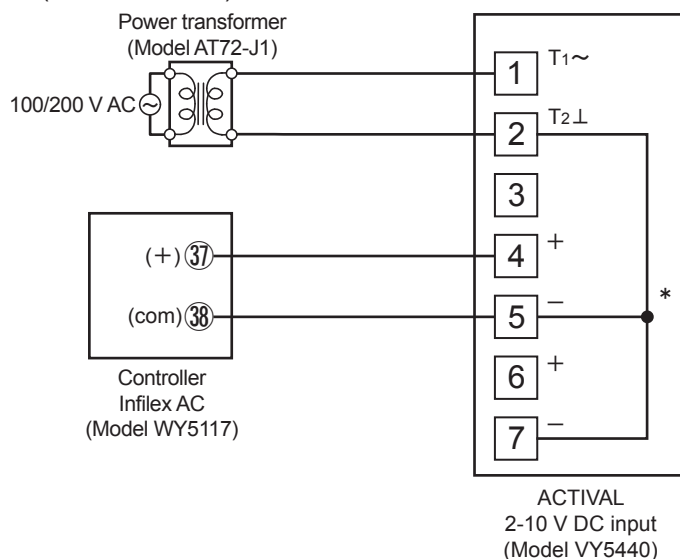 Power transformer
(Model AT72-J1)
100/200 V AC
1 T1~
2 T2⊥
3
(+) 37
4 +
(com) 38
5 −
*
6 +
7 −
Controller
Infilex AC
(Model WY5117)
ACTIVAL
2-10 V DC input
(Model VY5440)